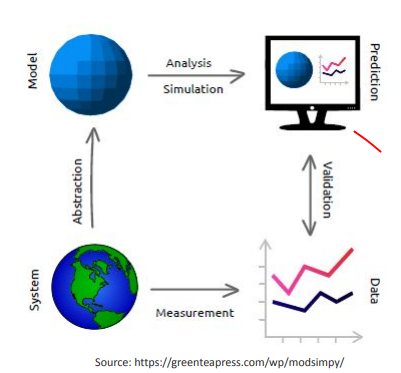 Model
Analysis
Simulation
Prediction
Abstraction
Validation
System
Measurement
Data
Source: https://greenteapress.com/wp/modsimpy/